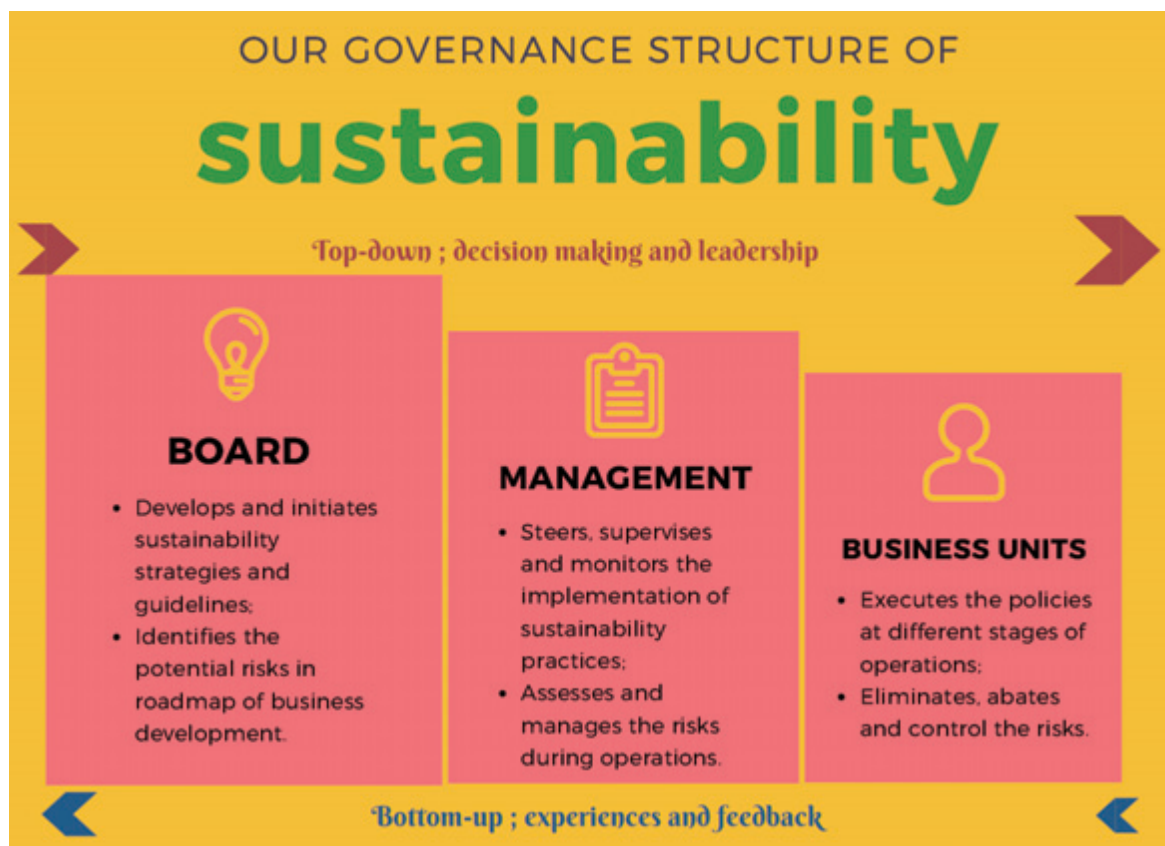 OUR GOVERNANCE STRUCTURE OF
sustainability
Top-down ; decision making and leadership
BOARD
• Develops and initiates
sustainability
strategies and
guidelines;
• Identifies the
potential risks in
roadmap of business
development.
MANAGEMENT
• Steers, supervises
and monitors the
implementation of
sustainability
practices;
• Assesses and
manages the risks
during operations.
BUSINESS UNITS
• Executes the policies
at different stages of
operations;
• Eliminates, abates
and control the risks.
Bottom-up ; experiences and feedback